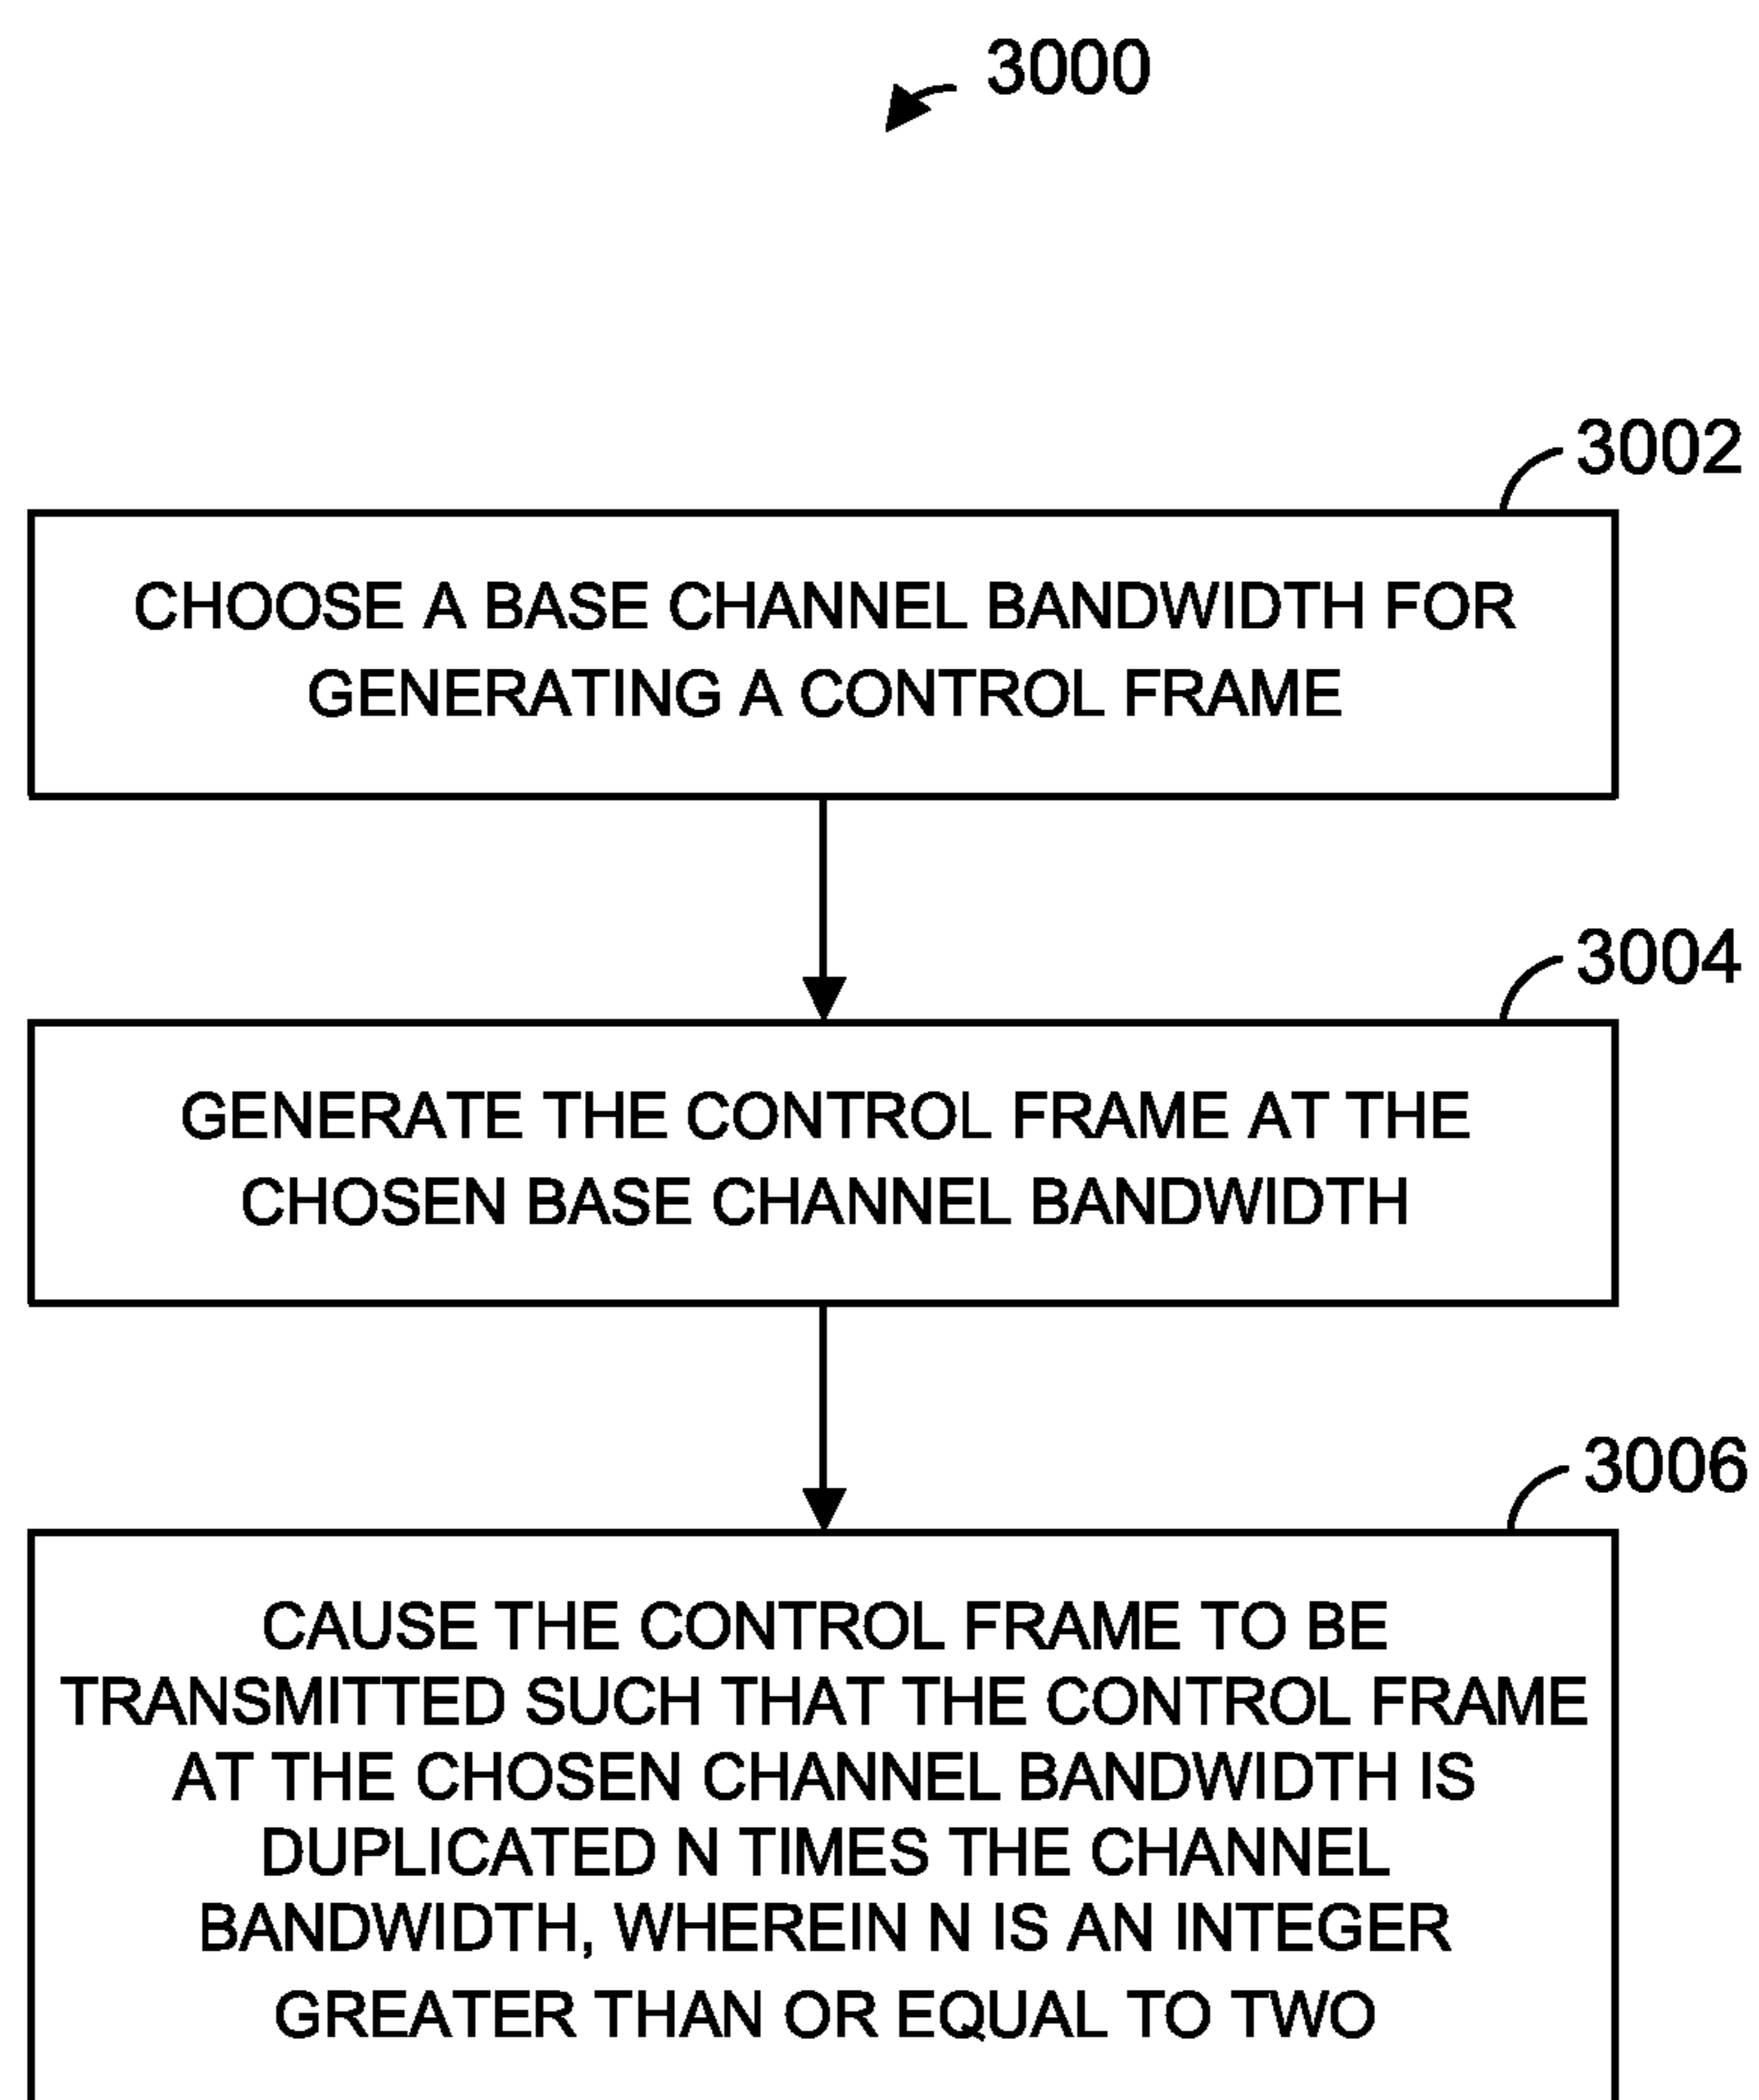 3000
3002
CHOOSE A BASE CHANNEL BANDWIDTH FOR
GENERATING A CONTROL FRAME
3004
GENERATE THE CONTROL FRAME AT THE
CHOSEN BASE CHANNEL BANDWIDTH
3006
CAUSE THE CONTROL FRAME TO BE
TRANSMITTED SUCH THAT THE CONTROL FRAME
AT THE CHOSEN CHANNEL BANDWIDTH IS
DUPLICATED N TIMES THE CHANNEL
BANDWIDTH, WHEREIN N IS AN INTEGER
GREATER THAN OR EQUAL TO TWO